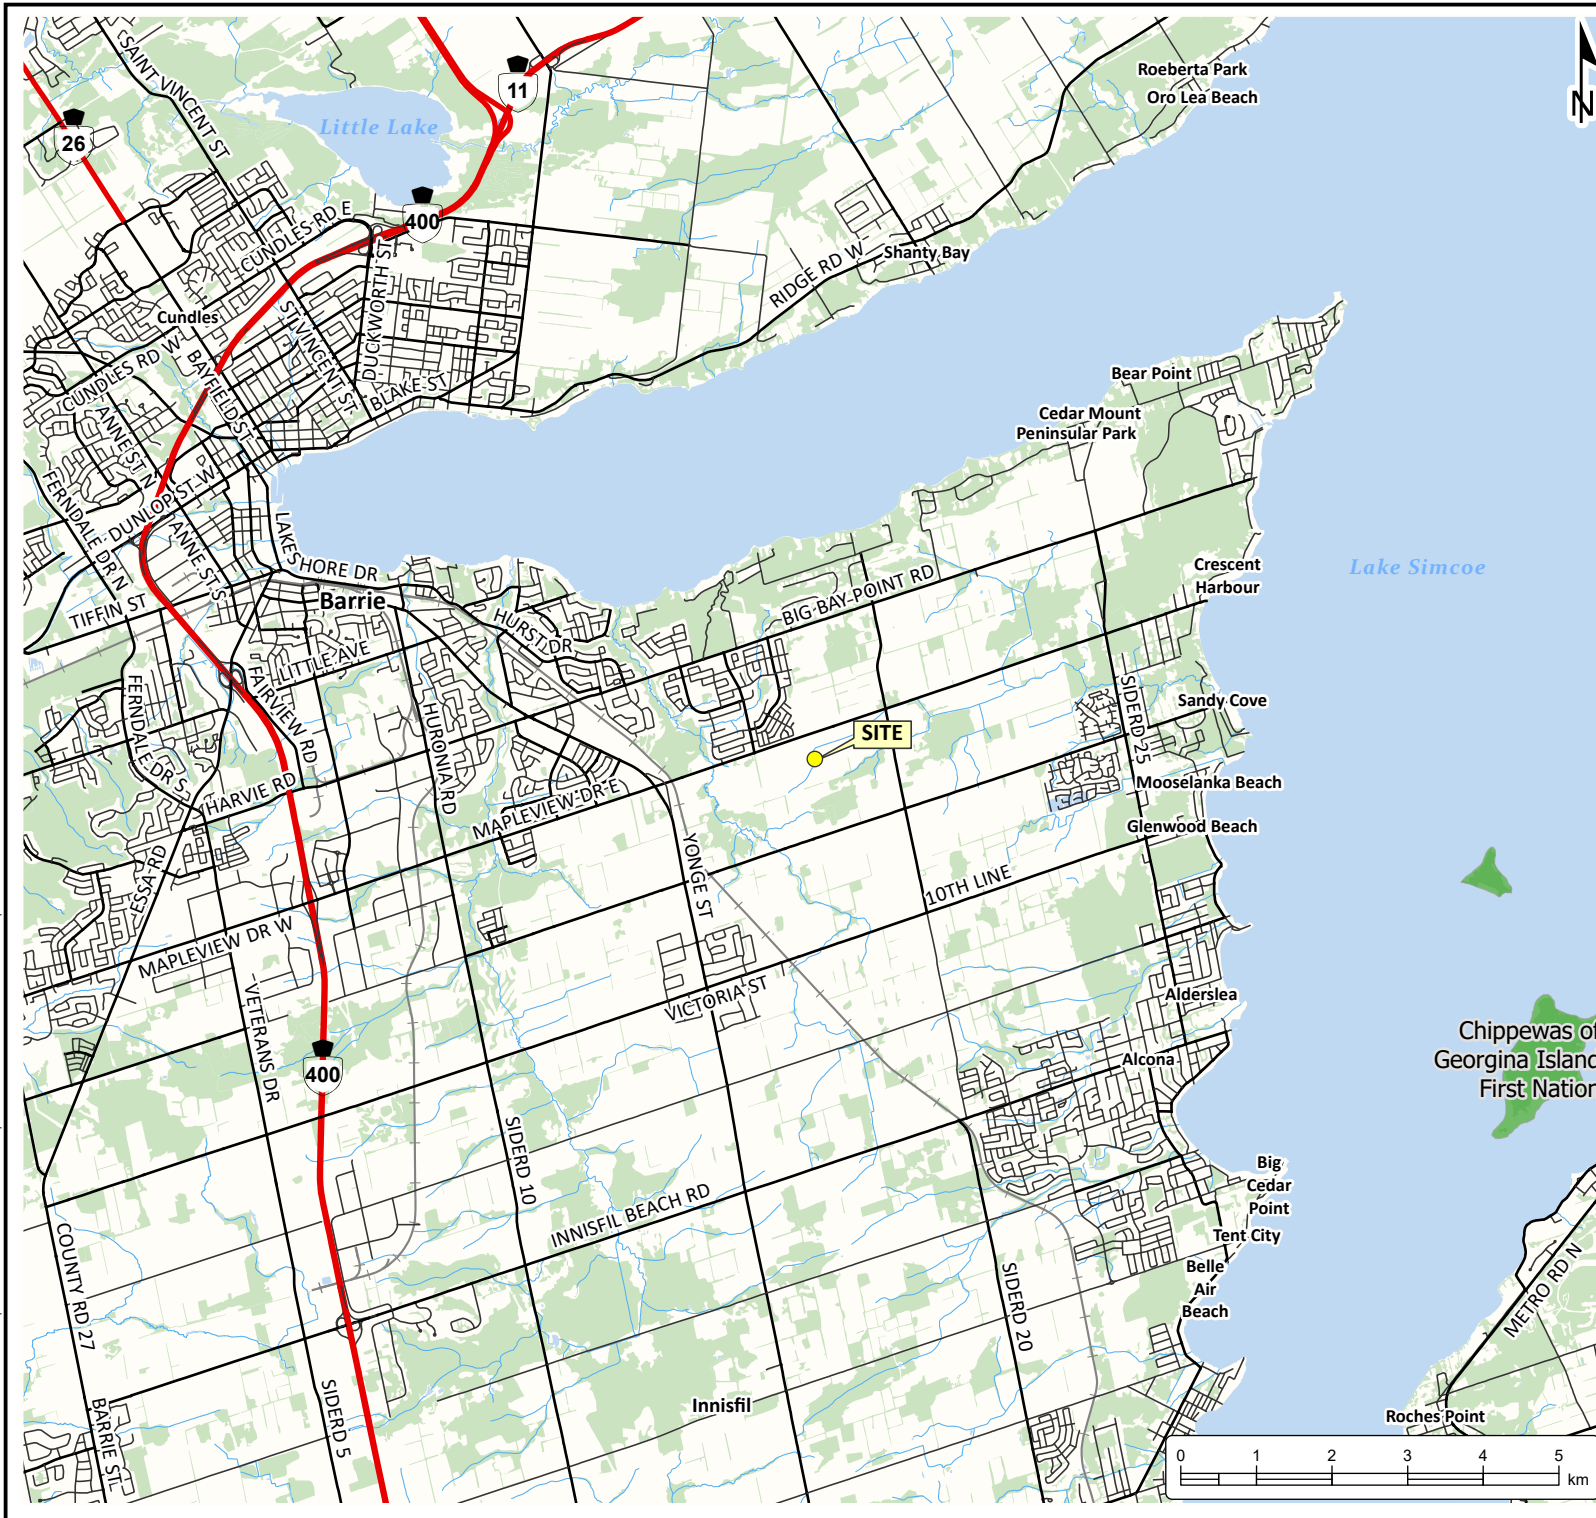 Roeberta Park
Oro Lea Beach
N
SAINT VINCENT ST
11
Little Lake
26
400
CUNDLES RD E
DUCKWORTH ST
Shanty Bay
RIDGE RD W
Cundles
ST VINCENT ST
CUNDLES RD W
BAYFIELD ST
BLAKE ST
Bear Point
Cedar Mount
Peninsular Park
ANNE ST N
FERNDALE DR N
DUNLOP ST W
ANNE ST S
LAKESHORE DR
Crescent
Harbour
Lake Simcoe
TIFFIN ST
Barrie
BIG BAY POINT RD
HURST DR
LITTLE AVE
FAIRVIEW RD
FERNDALE DR S
HURONIA RD
SIDERD 25
Sandy Cove
SITE
HARVIE RD
MAPLEVIEW DR E
Mooselanka Beach
Glenwood Beach
ESSA RD
YONGE ST
10TH LINE
MAPLEVIEW DR W
VETERANS DR
VICTORIA ST
Alderslea
400
Alcona
Chippewas of
Georgina Island
First Nation
SIDERD 10
Big
Cedar
Point
INNISFIL BEACH RD
Tent City
COUNTY RD 27
Belle
Air
Beach
SIDERD 20
METRO RD N
SIDERD 5
BARRIE ST
Innisfil
Roches Point
0 1 2 3 4 5
km